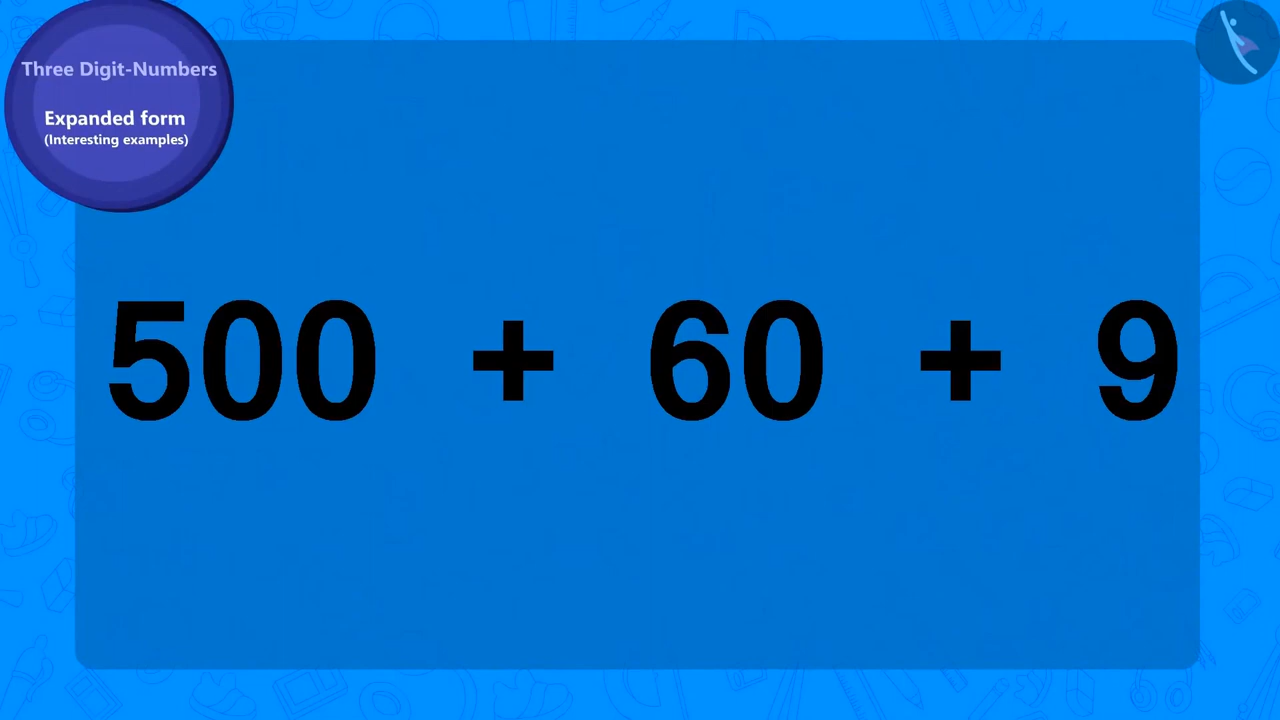 Three Digit-Numbers
Expanded form
(Interesting examples)
500 + 60 + 9